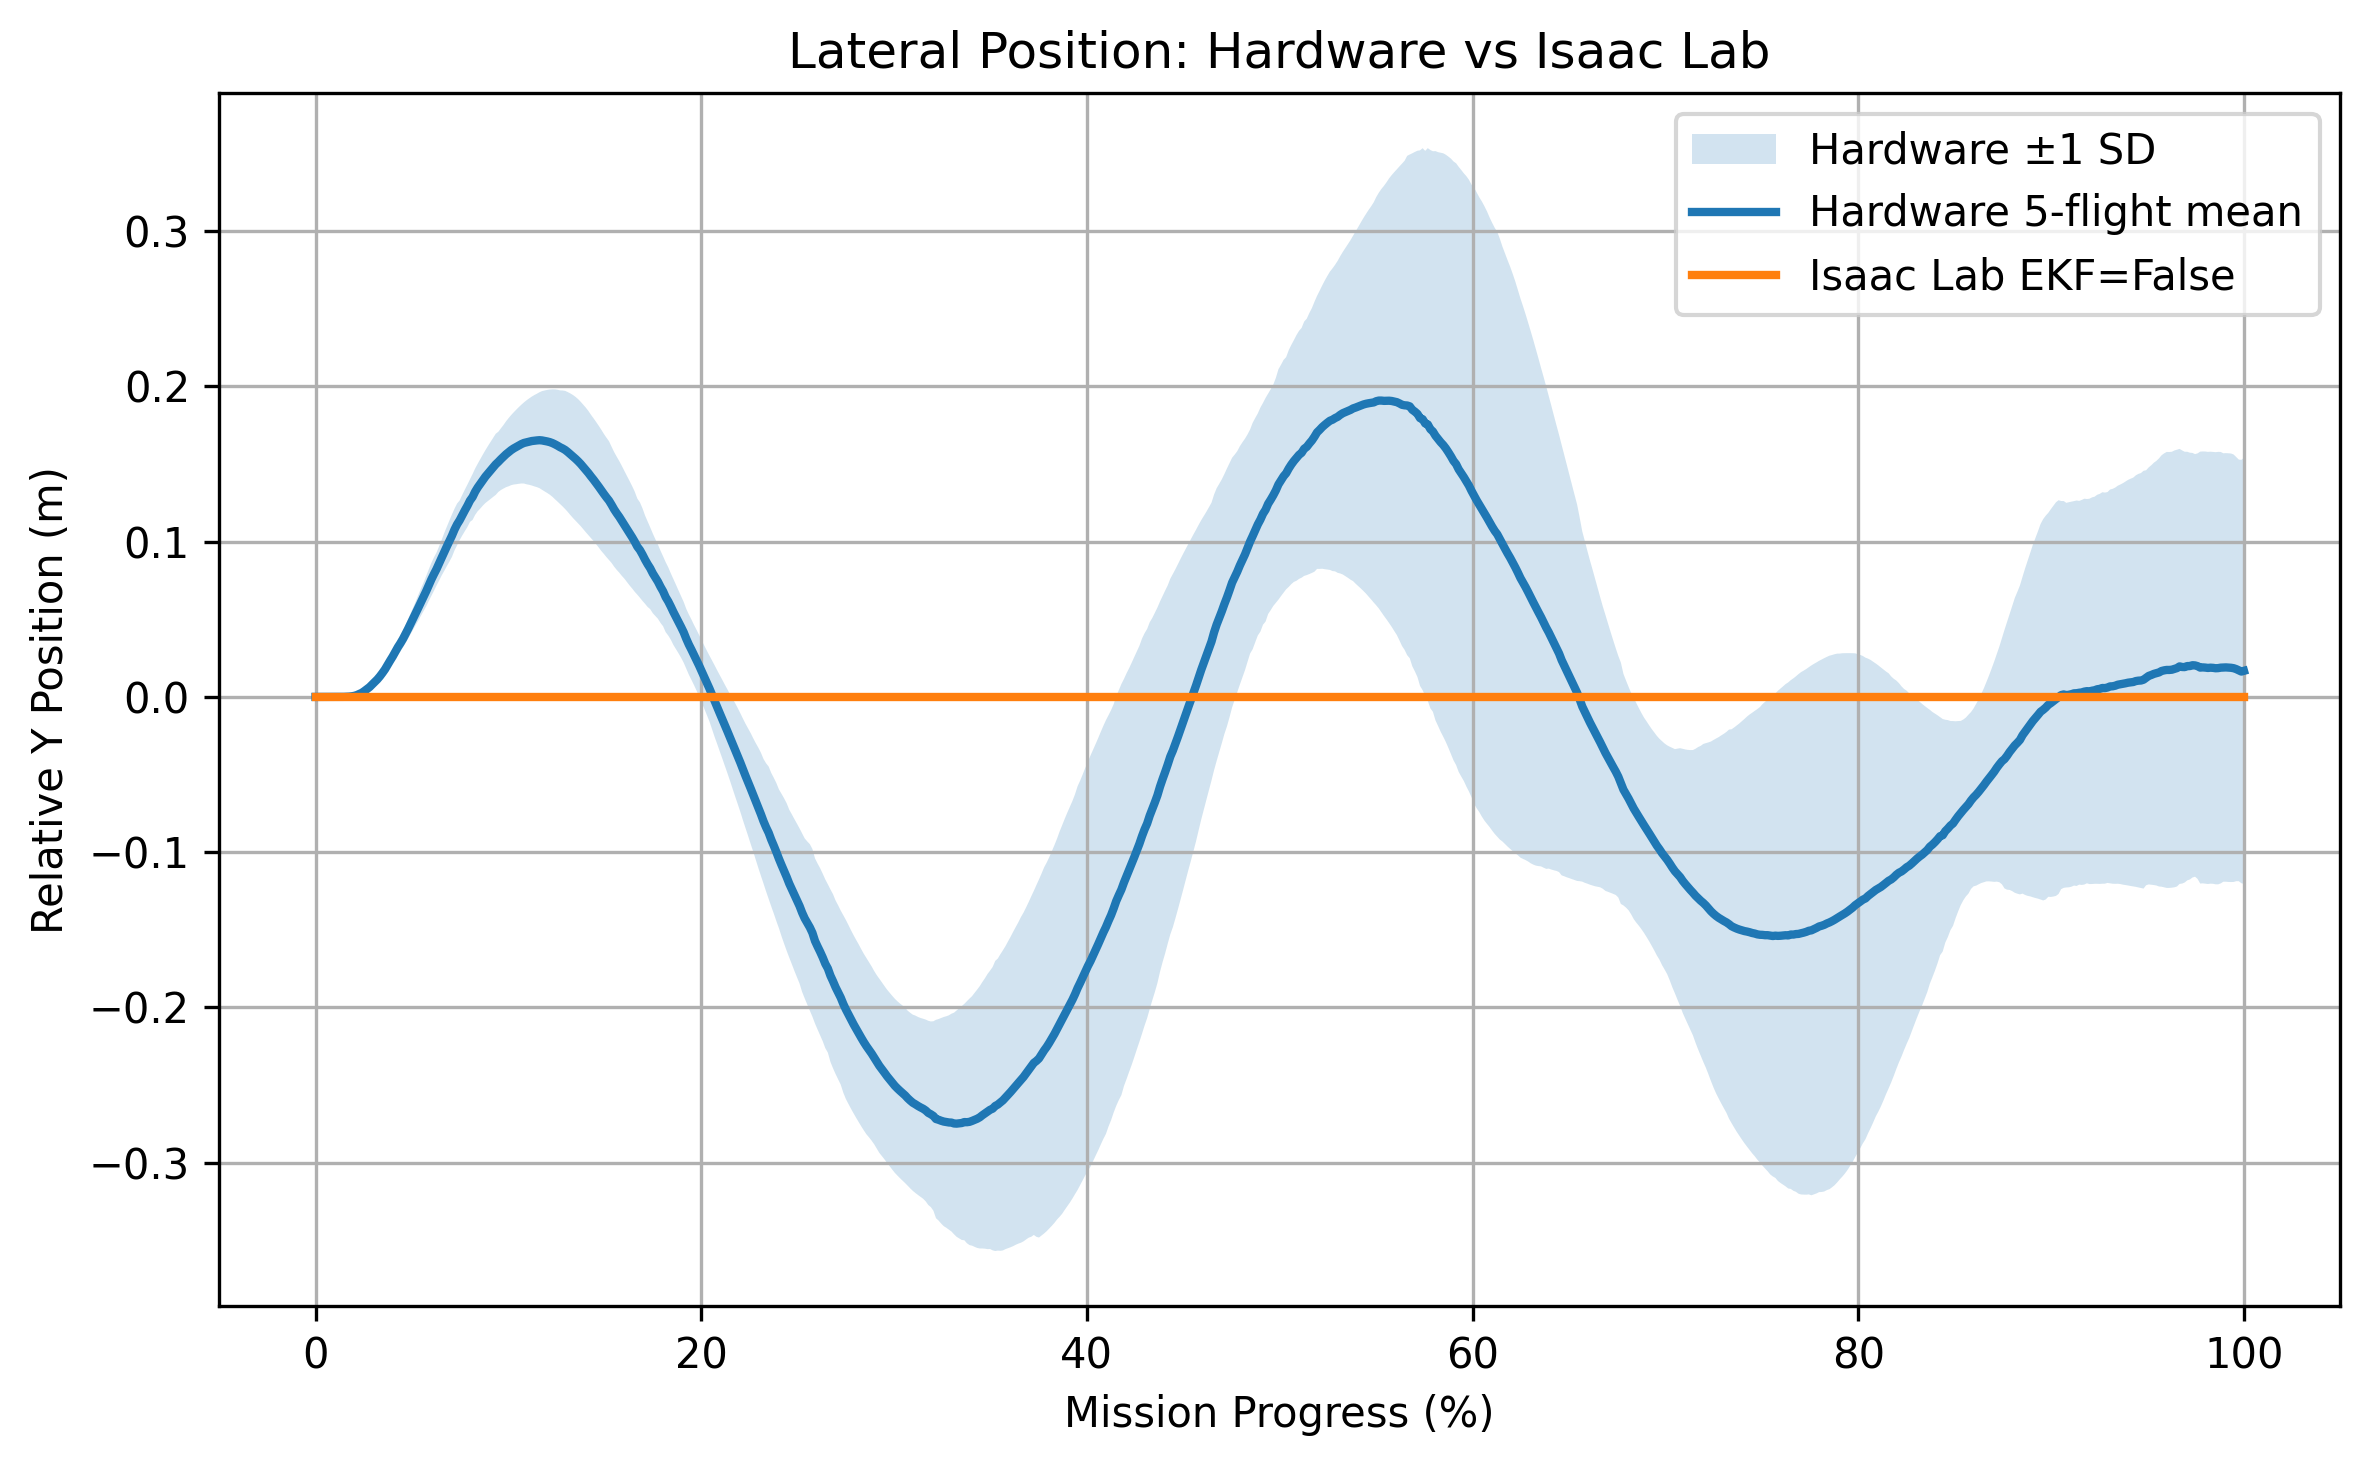 Lateral Position: Hardware vs Isaac Lab
Hardware ±1 SD
Hardware 5-flight mean
Isaac Lab EKF=False
Relative Y Position (m)
0.3
0.2
0.1
0.0
−0.1
−0.2
−0.3
0 20 40 60 80 100
Mission Progress (%)